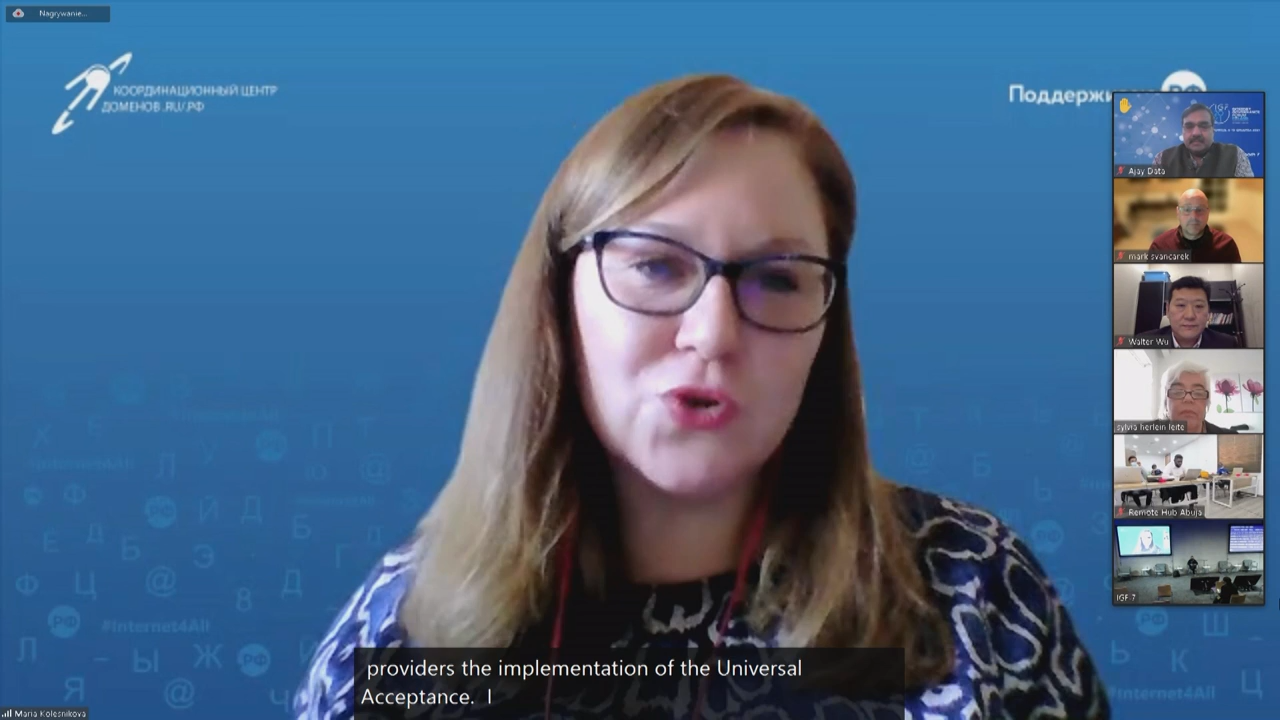 Nagrywanie...
КООРДИНАЦИОННЫЙ ЦЕНТР
ДОМЕНОВ .RU/.РФ
Поддержи
РФ
Ajay Data
mark svancarek
Walter Wu
sylvia herlein leite
Remote Hub Abuja
IGF 7
#Internet4All
#Internet4All
providers the implementation of the Universal
Acceptance. I
Maria Kolesnikova